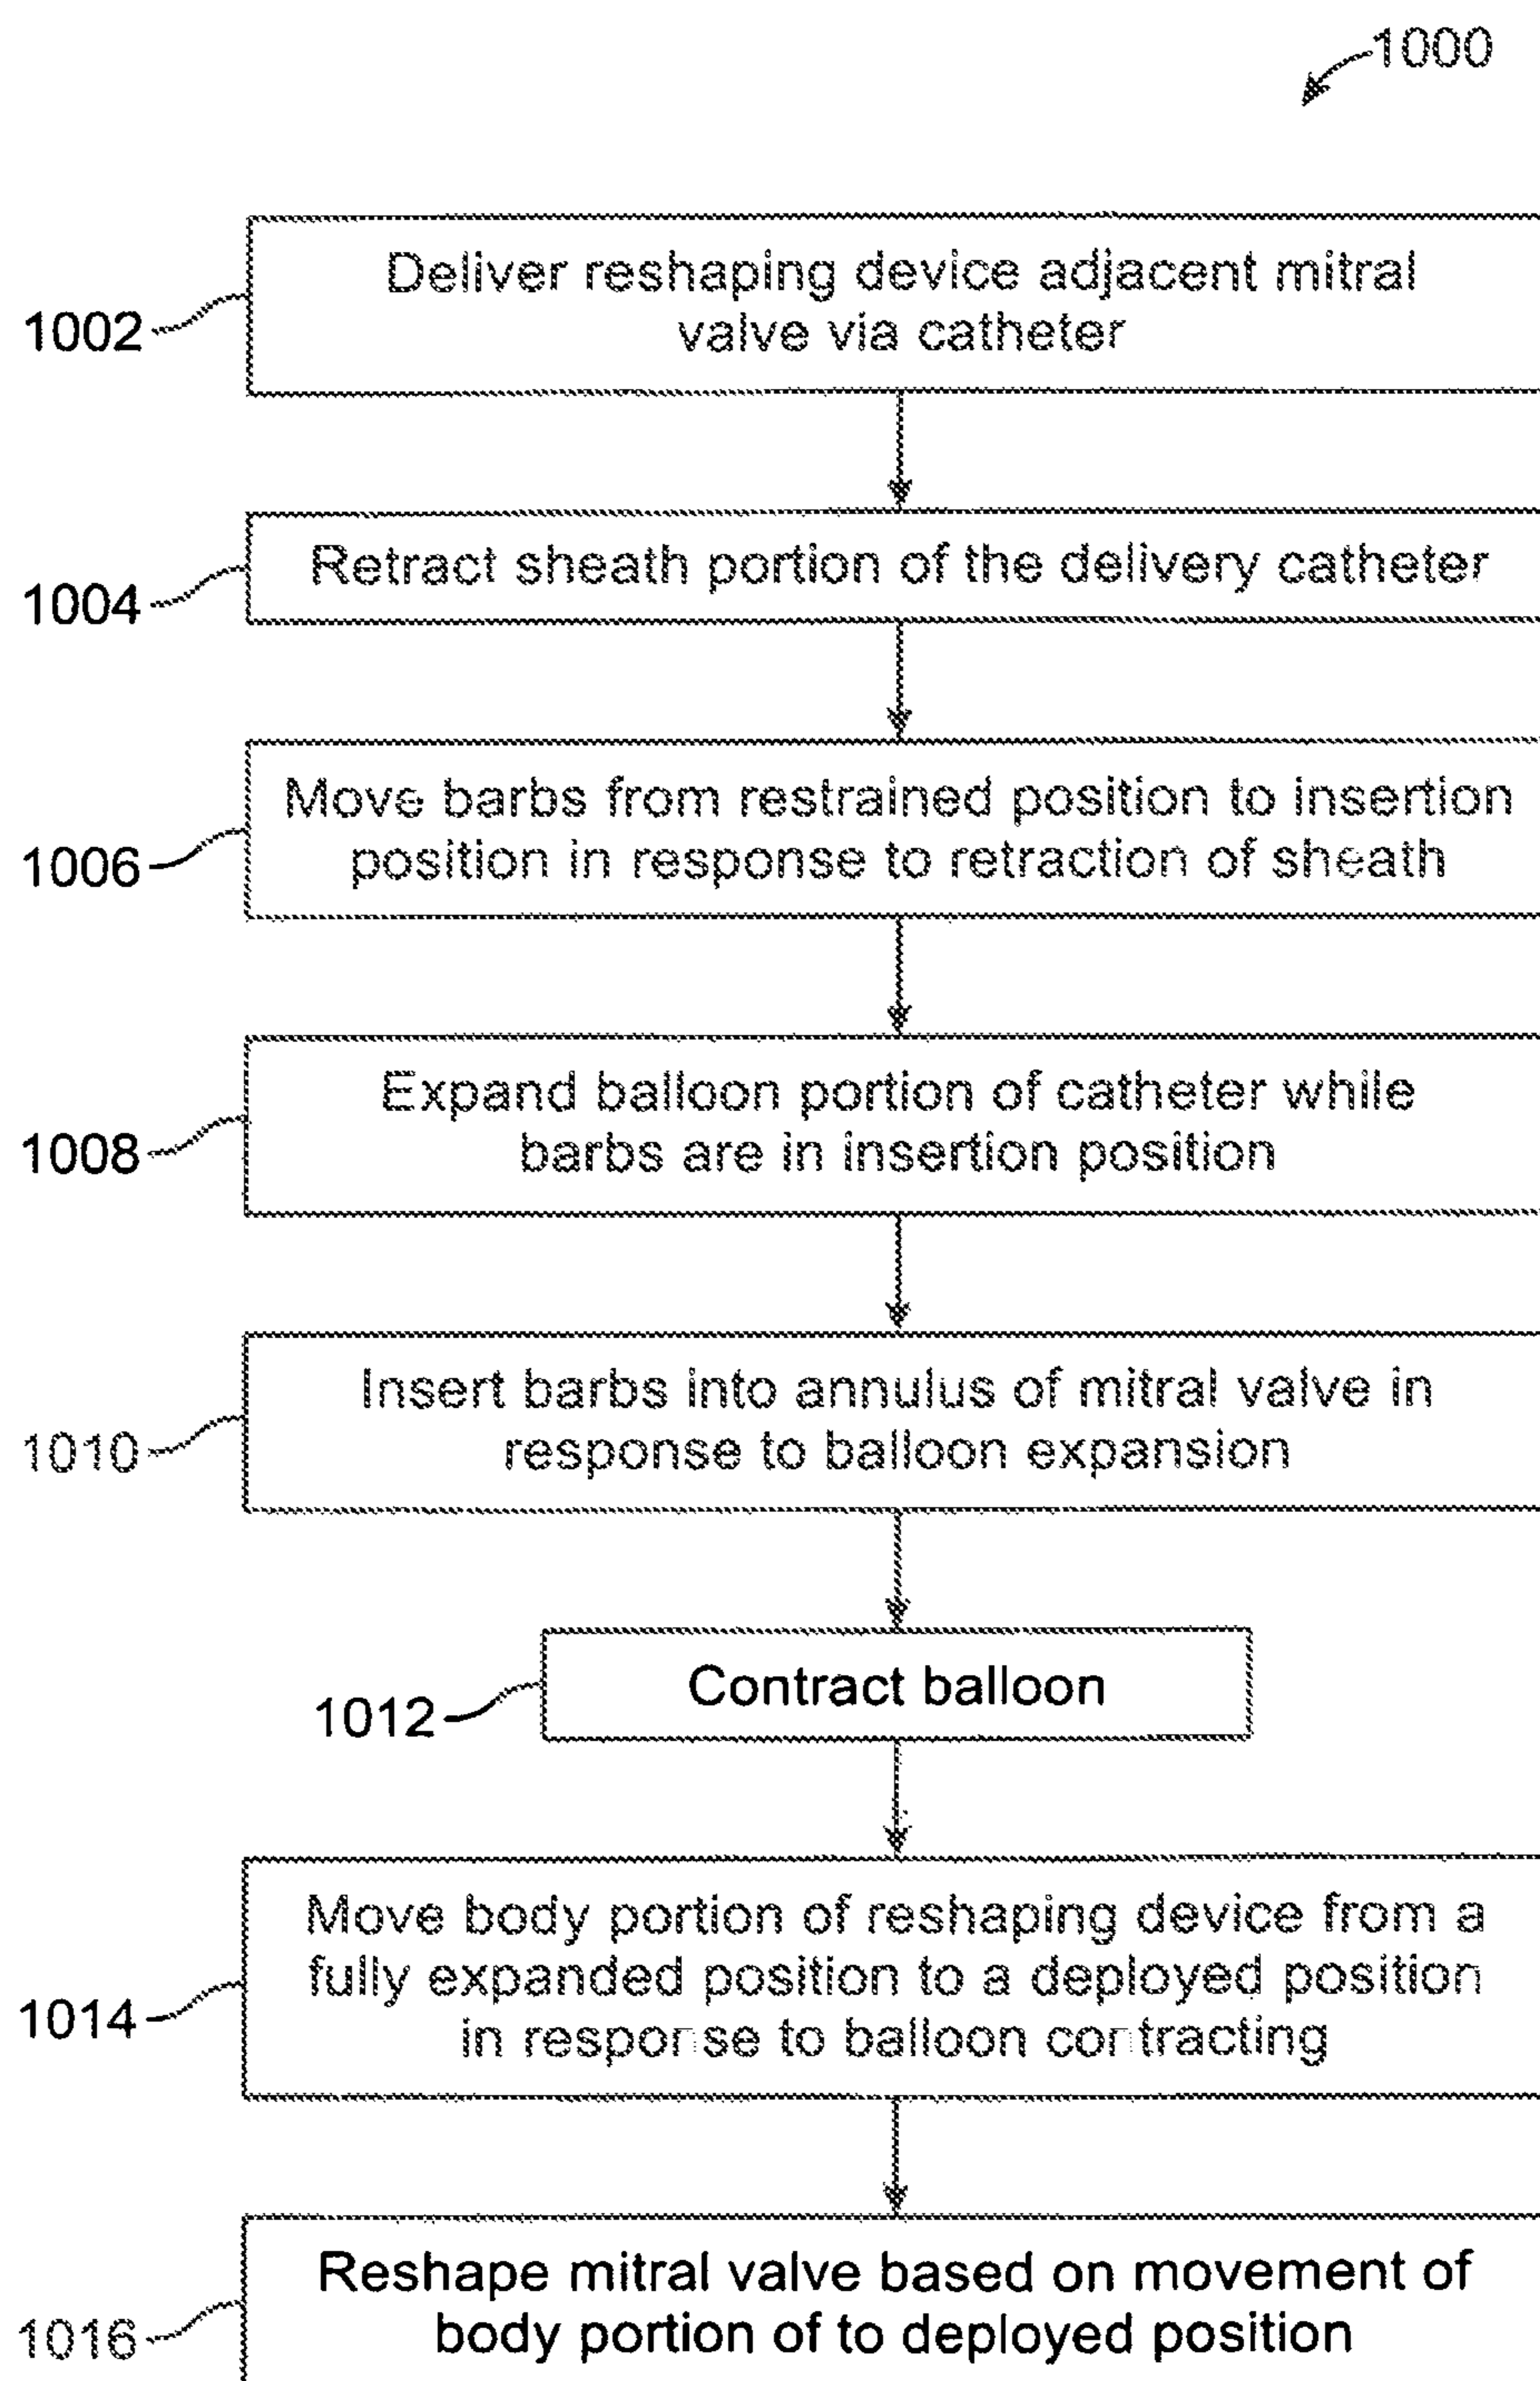 1000
Deliver reshaping device adjacent mitral
valve via catheter
1002
Retract sheath portion of the delivery catheter
1004
Move barbs from restrained position to insertion
position in response to retraction of sheath
1006
Expand balloon portion of catheter while
barbs are in insertion position
1008
Insert barbs into annulus of mitral valve in
response to balloon expansion
1010
Contract balloon
1012
Move body portion of reshaping device from a
fully expanded position to a deployed position
in response to balloon contracting
1014
Reshape mitral valve based on movement of
body portion of to deployed position
1016